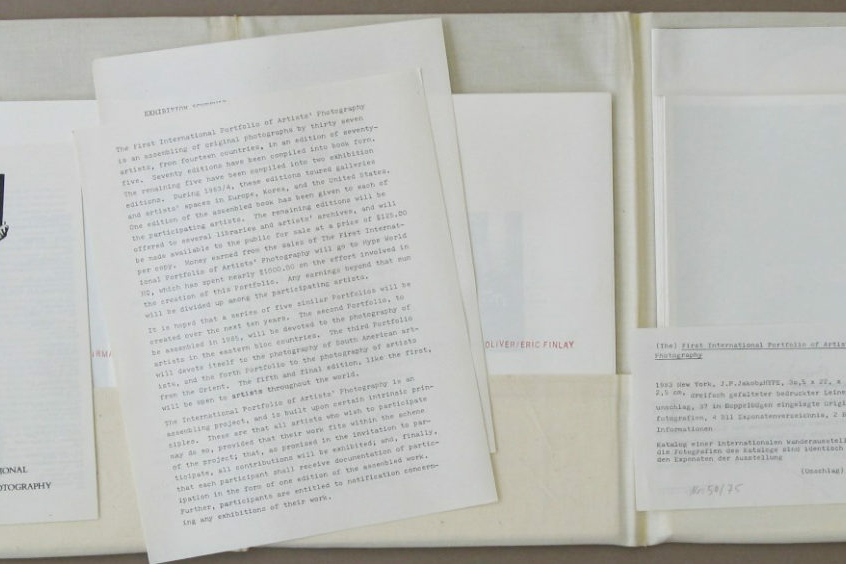 The First International Portfolio of Artists' Photography
is an assembling of original photographs by thirty seven
artists, from fourteen countries, in an edition of seventy-
five. Seventy editions have been compiled into book form.
The remaining five have been compiled into two exhibition
editions. During 1983/4, these editions toured galleries
and artists' spaces in Europe, Korea, and the United States.
One edition of the assembled book has been given to each of
the participating artists. The remaining editions will be
offered to several libraries and artists' archives, and will
be made available to the public for sale at a price of $125.00
per copy. Money earned from the sales of The First Internat-
ional Portfolio of Artists' Photography will go to Hype World
HQ, which has spent nearly $1500.00 on the effort involved in
the creation of this Portfolio. Any earnings beyond that sum
will be divided up among the participating artists.
It is hoped that a series of five similar Portfolios will be
created over the next ten years. The second Portfolio, to
be assembled in 1985, will be devoted to the photography of
artists in the eastern bloc countries. The third Portfolio
will devote itself to the photography of South American art-
ists, and the forth Portfolio to the photography of artists
from the Orient. The fifth and final edition, like the first,
will be open to artists throughout the world.
The International Portfolio of Artists' Photography is an
assembling project, and is built upon certain intrinsic prin-
ciples. These are that all artists who wish to participate
may do so, provided that their work fits within the scheme
of the project; that, as promised in the invitation to par-
ticipate, all contributions will be exhibited; and, finally,
that each participant shall receive documentation of partic-
ipation in the form of one edition of the assembled work.
Further, participants are entitled to notification concern-
ing any exhibitions of their work.
IONAL
OTOGRAPHY
OLIVER/ERIC FINLAY
(The) First International Portfolio of Artis
Photography
1983 New York, J.P.Jakob&HYPE, 
2,5 cm, dreifach gefalteter bedruckter Leinen
unschlag, 37 in Doppelbögen eingelegte Origi
fotografien, 4 Bll Exponatenverzeichnis, 2 B
Informationen
Katalog einer internationalen Wanderausstell
die Fotografien des Katalogs sind identisch
den Exponaten der Ausstellung
(Umschlag)
50/75